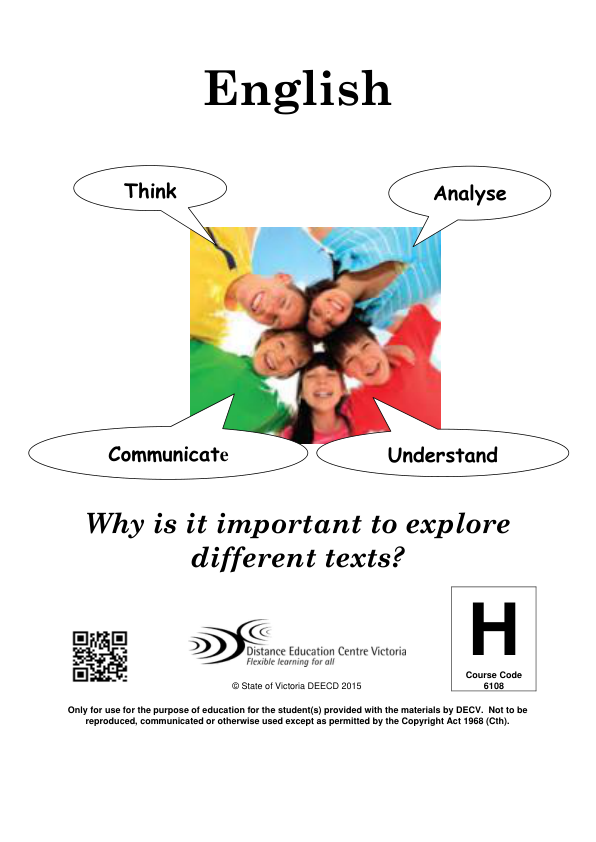 English
Think
Analyse
Communicate
Understand
Why is it important to explore
different texts?
Distance Education Centre Victoria
Flexible learning for all
© State of Victoria DEECD 2015
H
Course Code
6108
Only for use for the purpose of education for the student(s) provided with the materials by DECV.  Not to be
reproduced, communicated or otherwise used except as permitted by the Copyright Act 1968 (Cth).